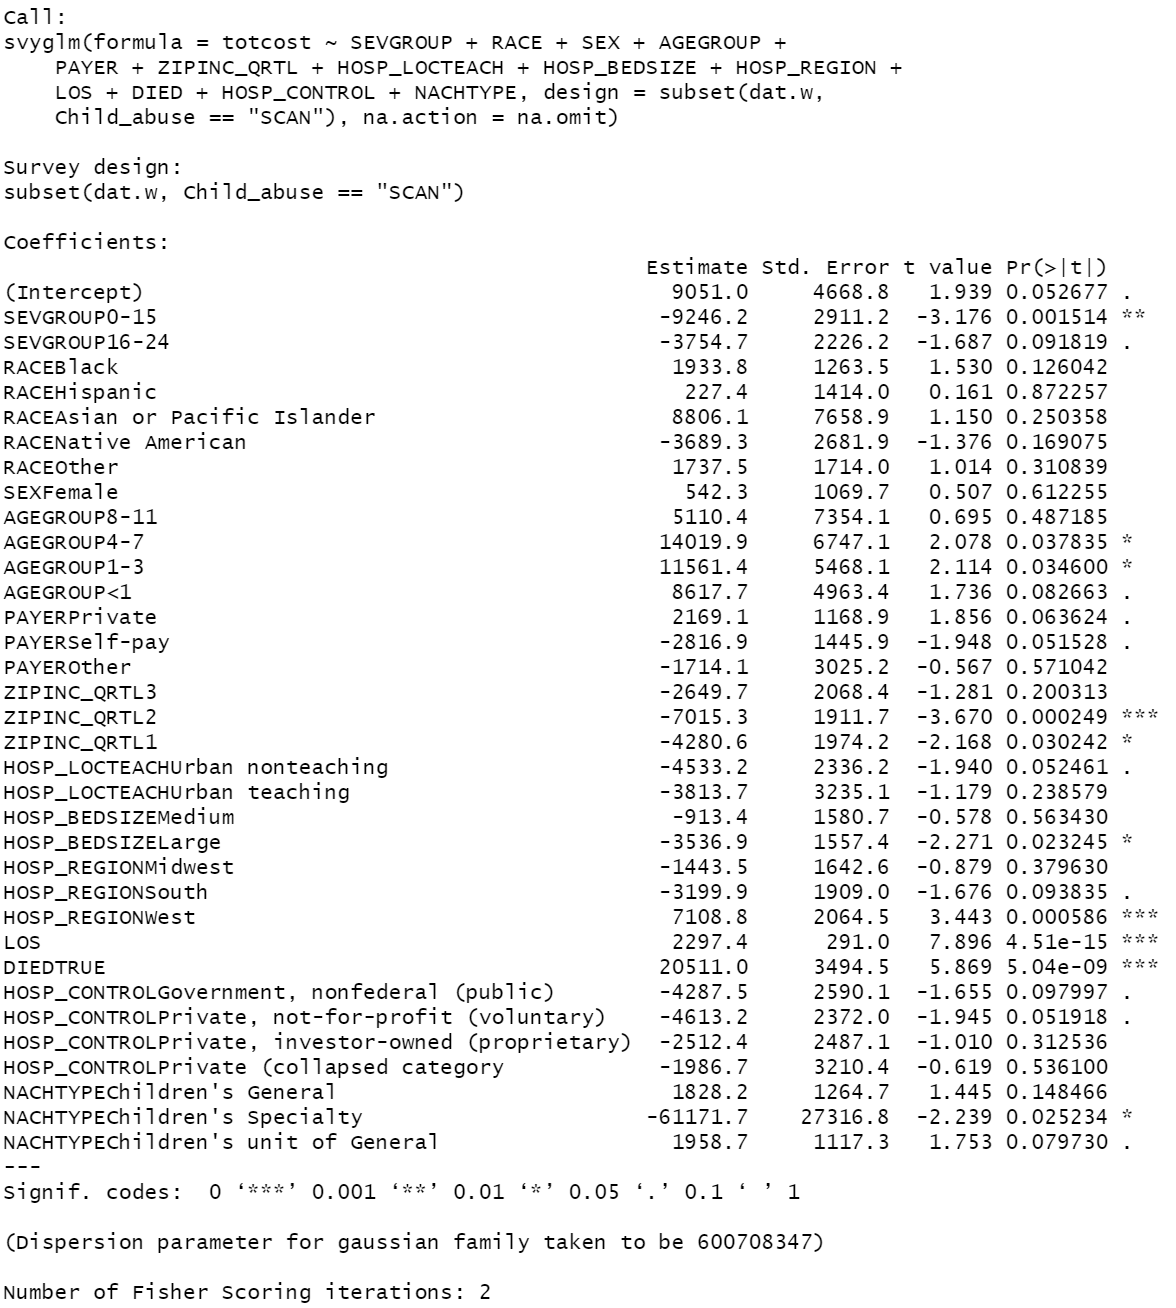 Call:
svyglm(formula = totcost ~ SEVGROUP + RACE + SEX + AGEGROUP +
    PAYER + ZIPINC_QRTL + HOSP_LOCTEACH + HOSP_BEDSIZE + HOSP_REGION +
    LOS + DIED + HOSP_CONTROL + NACHTYPE, design = subset(dat.w,
    Child_abuse == "SCAN"), na.action = na.omit)

Survey design:
subset(dat.w, Child_abuse == "SCAN")

Coefficients:
                                                  Estimate Std. Error t value Pr(>|t|)
(Intercept)                                         9051.0     4668.8   1.939 0.052677 .
SEVGROUP0-15                                       -9246.2     2911.2  -3.176 0.001514 **
SEVGROUP16-24                                      -3754.7     2226.2  -1.687 0.091819 .
RACEBlack                                           1933.8     1263.5   1.530 0.126042
RACEHispanic                                         227.4     1414.0   0.161 0.872257
RACEAsian or Pacific Islander                       8806.1     7658.9   1.150 0.250358
RACENative American                                -3689.3     2681.9  -1.376 0.169075
RACEOther                                           1737.5     1714.0   1.014 0.310839
SEXFemale                                            542.3     1069.7   0.507 0.612255
AGEGROUP8-11                                        5110.4     7354.1   0.695 0.487185
AGEGROUP4-7                                        14019.9     6747.1   2.078 0.037835 *
AGEGROUP1-3                                        11561.4     5468.1   2.114 0.034600 *
AGEGROUP<1                                          8617.7     4963.4   1.736 0.082663 .
PAYERPrivate                                        2169.1     1168.9   1.856 0.063624 .
PAYERSelf-pay                                      -2816.9     1445.9  -1.948 0.051528 .
PAYEROther                                         -1714.1     3025.2  -0.567 0.571042
ZIPINC_QRTL3                                       -2649.7     2068.4  -1.281 0.200313
ZIPINC_QRTL2                                       -7015.3     1911.7  -3.670 0.000249 ***
ZIPINC_QRTL1                                       -4280.6     1974.2  -2.168 0.030242 *
HOSP_LOCTEACHUrban nonteaching                     -4533.2     2336.2  -1.940 0.052461 .
HOSP_LOCTEACHUrban teaching                        -3813.7     3235.1  -1.179 0.238579
HOSP_BEDSIZEMedium                                  -913.4     1580.7  -0.578 0.563430
HOSP_BEDSIZELarge                                  -3536.9     1557.4  -2.271 0.023245 *
HOSP_REGIONMidwest                                 -1443.5     1642.6  -0.879 0.379630
HOSP_REGIONSouth                                   -3199.9     1909.0  -1.676 0.093835 .
HOSP_REGIONWest                                     7108.8     2064.5   3.443 0.000586 ***
LOS                                                 2297.4      291.0   7.896 4.51e-15 ***
DIEDTRUE                                           20511.0     3494.5   5.869 5.04e-09 ***
HOSP_CONTROLGovernment, nonfederal (public)        -4287.5     2590.1  -1.655 0.097997 .
HOSP_CONTROLPrivate, not-for-profit (voluntary)    -4613.2     2372.0  -1.945 0.051918 .
HOSP_CONTROLPrivate, investor-owned (proprietary)  -2512.4     2487.1  -1.010 0.312536
HOSP_CONTROLPrivate (collapsed category            -1986.7     3210.4  -0.619 0.536100
NACHTYPEChildren's General                          1828.2     1264.7   1.445 0.148466
NACHTYPEChildren's Specialty                      -61171.7    27316.8  -2.239 0.025234 *
NACHTYPEChildren's unit of General                  1958.7     1117.3   1.753 0.079730 .
---
Signif. codes:  0 ‘***’ 0.001 ‘**’ 0.01 ‘*’ 0.05 ‘.’ 0.1 ‘ ’ 1

(Dispersion parameter for gaussian family taken to be 600708347)

Number of Fisher Scoring iterations: 2